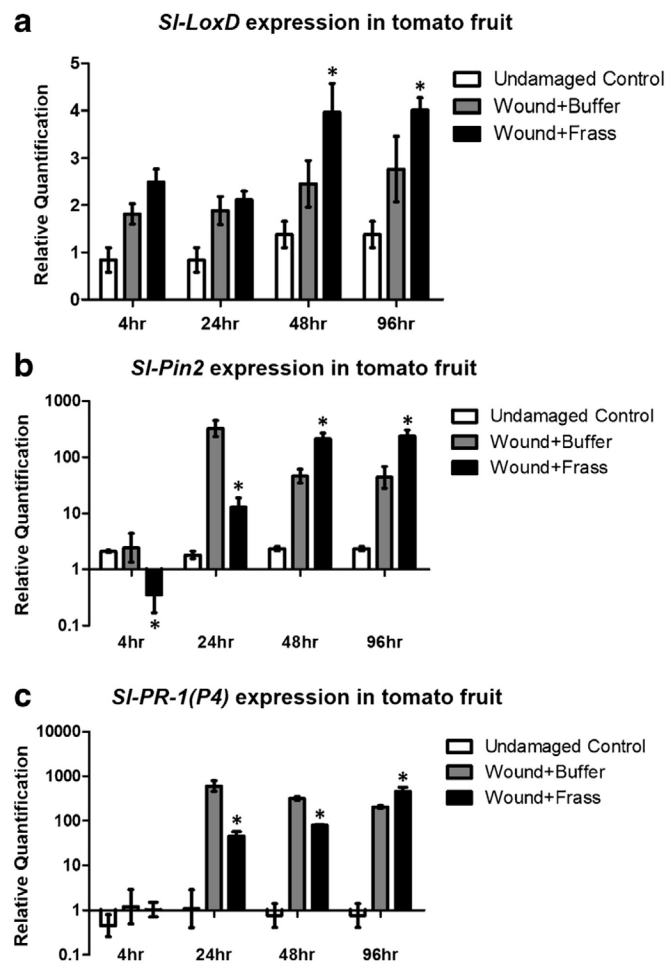 a
Sl-LoxD expression in tomato fruit
Relative Quantification
5
4
3
2
1
0
* *
4hr 24hr 48hr 96hr
Undamaged Control
Wound+Buffer
Wound+Frass
b
Sl-Pin2 expression in tomato fruit
Relative Quantification
1000
100
10
1
0.1
* * * *
4hr 24hr 48hr 96hr
Undamaged Control
Wound+Buffer
Wound+Frass
c
Sl-PR-1(P4) expression in tomato fruit
Relative Quantification
10000
1000
100
10
1
0.1
* * *
4hr 24hr 48hr 96hr
Undamaged Control
Wound+Buffer
Wound+Frass